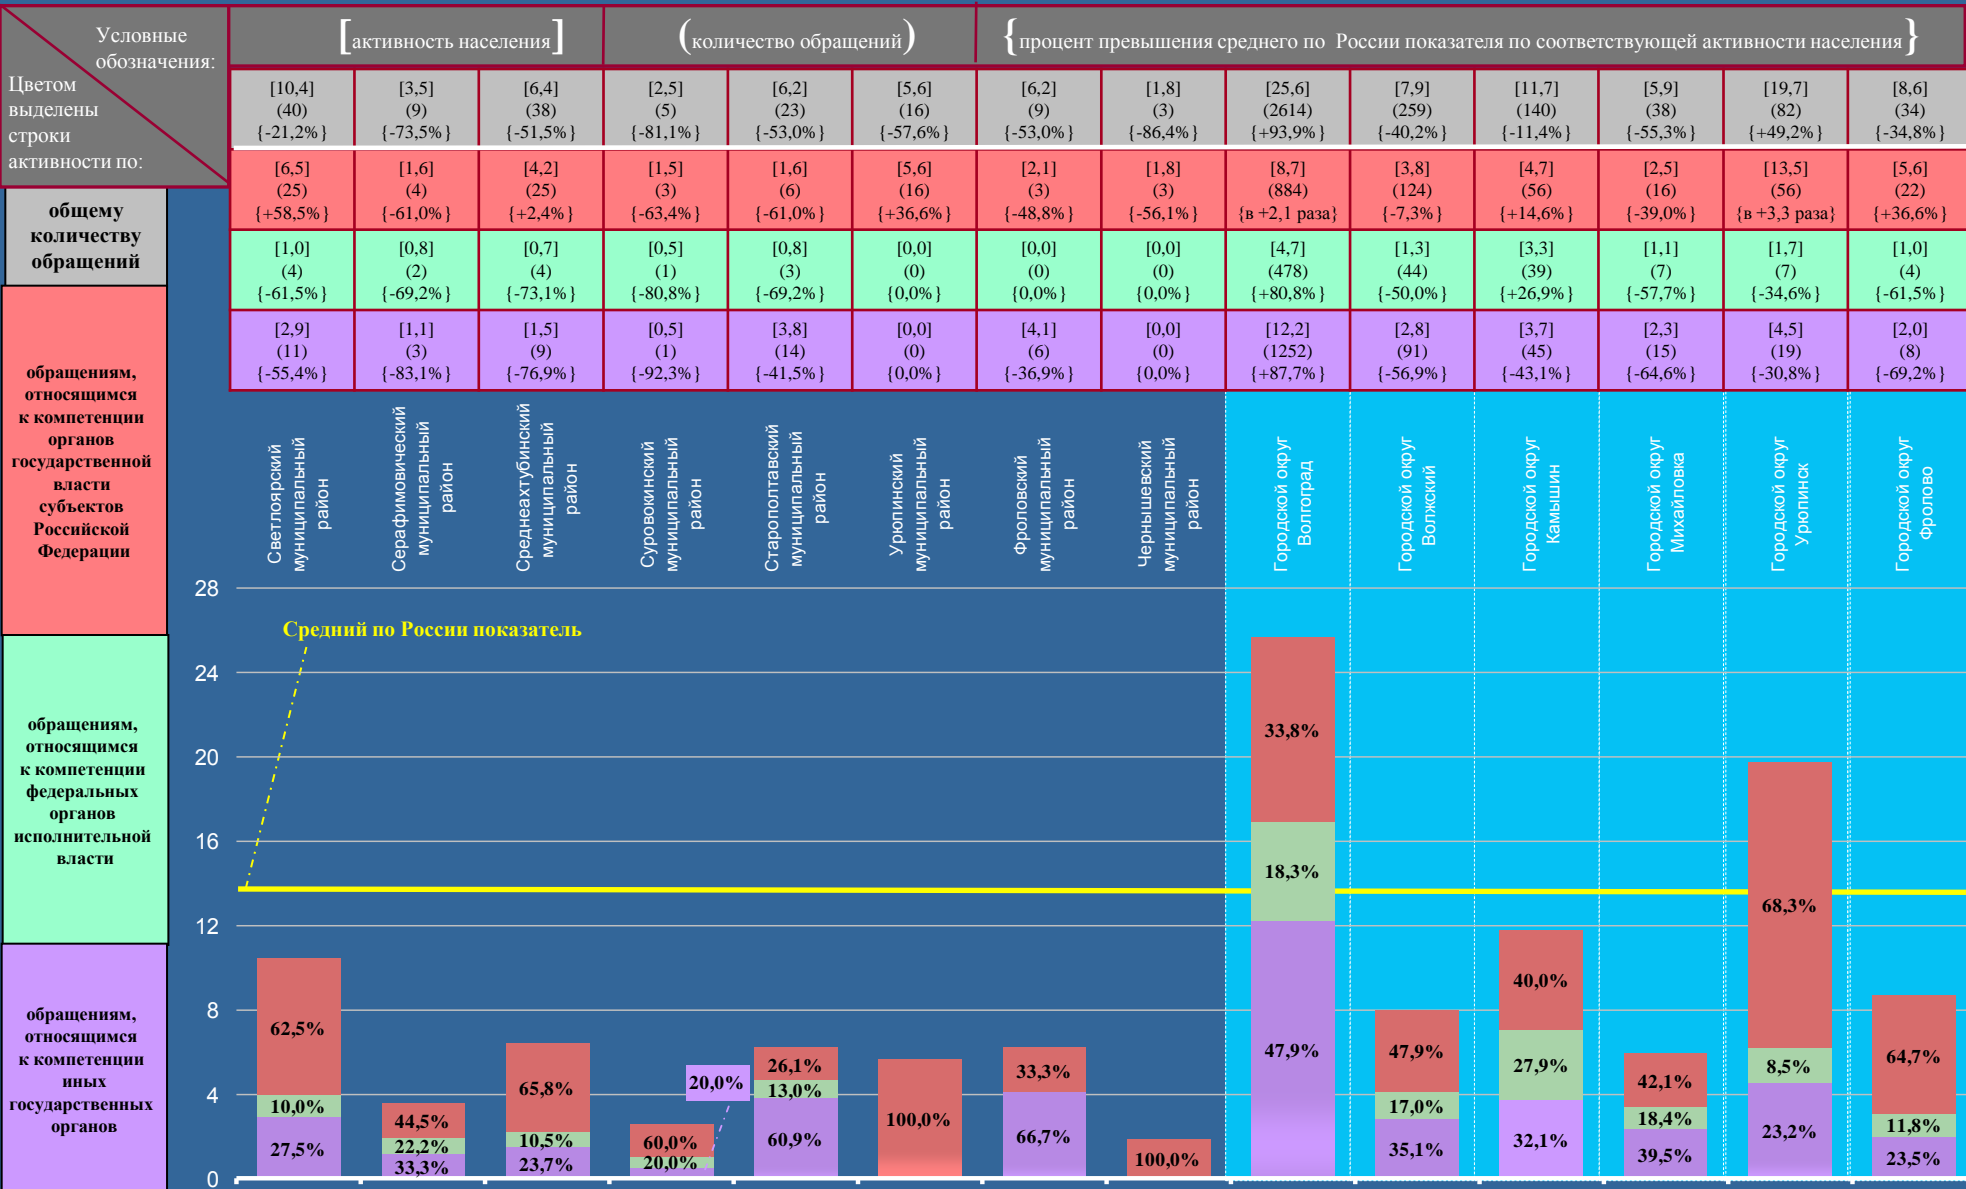 Условные
обозначения:
Цветом
выделены
строки
активности по:
[активность населения]
(количество обращений)
{процент превышения среднего по России показателя по соответствующей активности населения}
[10,4] [3,5] [6,4] [2,5] [6,2] [5,6] [6,2] [1,8] [25,6] [7,9] [11,7] [5,9] [19,7] [8,6]
(40) (9) (38) (5) (23) (16) (9) (3) (2614) (259) (140) (38) (82) (34)
{-21,2%} {-73,5%} {-51,5%} {-81,1%} {-53,0%} {-57,6%} {-53,0%} {-86,4%} {+93,9%} {-40,2%} {-11,4%} {-55,3%} {+49,2%} {-34,8%}
[6,5] [1,6] [4,2] [1,5] [1,6] [5,6] [2,1] [1,8] [8,7] [3,8] [4,7] [2,5] [13,5] [5,6]
(25) (4) (25) (3) (6) (16) (3) (3) (884) (124) (56) (16) (56) (22)
{+58,5%} {-61,0%} {+2,4%} {-63,4%} {-61,0%} {+36,6%} {-48,8%} {-56,1%} {в +2,1 раза} {-7,3%} {+14,6%} {-39,0%} {в +3,3 раза} {+36,6%}
[1,0] [0,8] [0,7] [0,5] [0,8] [0,0] [0,0] [0,0] [4,7] [1,3] [3,3] [1,1] [1,7] [1,0]
(4) (2) (4) (1) (3) (0) (0) (0) (478) (44) (39) (7) (7) (4)
{-61,5%} {-69,2%} {-73,1%} {-80,8%} {-69,2%} {0,0%} {0,0%} {0,0%} {+80,8%} {-50,0%} {+26,9%} {-57,7%} {-34,6%} {-61,5%}
[2,9] [1,1] [1,5] [0,5] [3,8] [0,0] [4,1] [0,0] [12,2] [2,8] [3,7] [2,3] [4,5] [2,0]
(11) (3) (9) (1) (14) (0) (6) (0) (1252) (91) (45) (15) (19) (8)
{-55,4%} {-83,1%} {-76,9%} {-92,3%} {-41,5%} {0,0%} {-36,9%} {0,0%} {+87,7%} {-56,9%} {-43,1%} {-64,6%} {-30,8%} {-69,2%}
общему
количеству
обращений
обращениям,
относящимся
к компетенции
органов
государственной
власти
субъектов
Российской
Федерации
обращениям,
относящимся
к компетенции
федеральных
органов
исполнительной
власти
обращениям,
относящимся
к компетенции
иных
государственных
органов
Светлоярский
муниципальный
район
Серафимовический
муниципальный
район
Среднеахтубинский
муниципальный
район
Суровокинский
муниципальный
район
Старополтавский
муниципальный
район
Урюпинский
муниципальный
район
Фроловский
муниципальный
район
Чернышевский
муниципальный
район
Городской округ
Волгоград
Городской округ
Волжский
Городской округ
Камышин
Городской округ
Михайловка
Городской округ
Урюпинск
Городской округ
Фролово
Средний по России показатель
28
24
20
16
12
8
4
0
62,5%
10,0%
27,5%
44,5%
22,2%
33,3%
65,8%
10,5%
23,7%
60,0%
20,0%
20,0%
26,1%
13,0%
60,9%
100,0%
33,3%
66,7%
100,0%
33,8%
18,3%
47,9%
47,9%
17,0%
35,1%
40,0%
27,9%
32,1%
42,1%
18,4%
39,5%
68,3%
8,5%
23,2%
64,7%
11,8%
23,5%